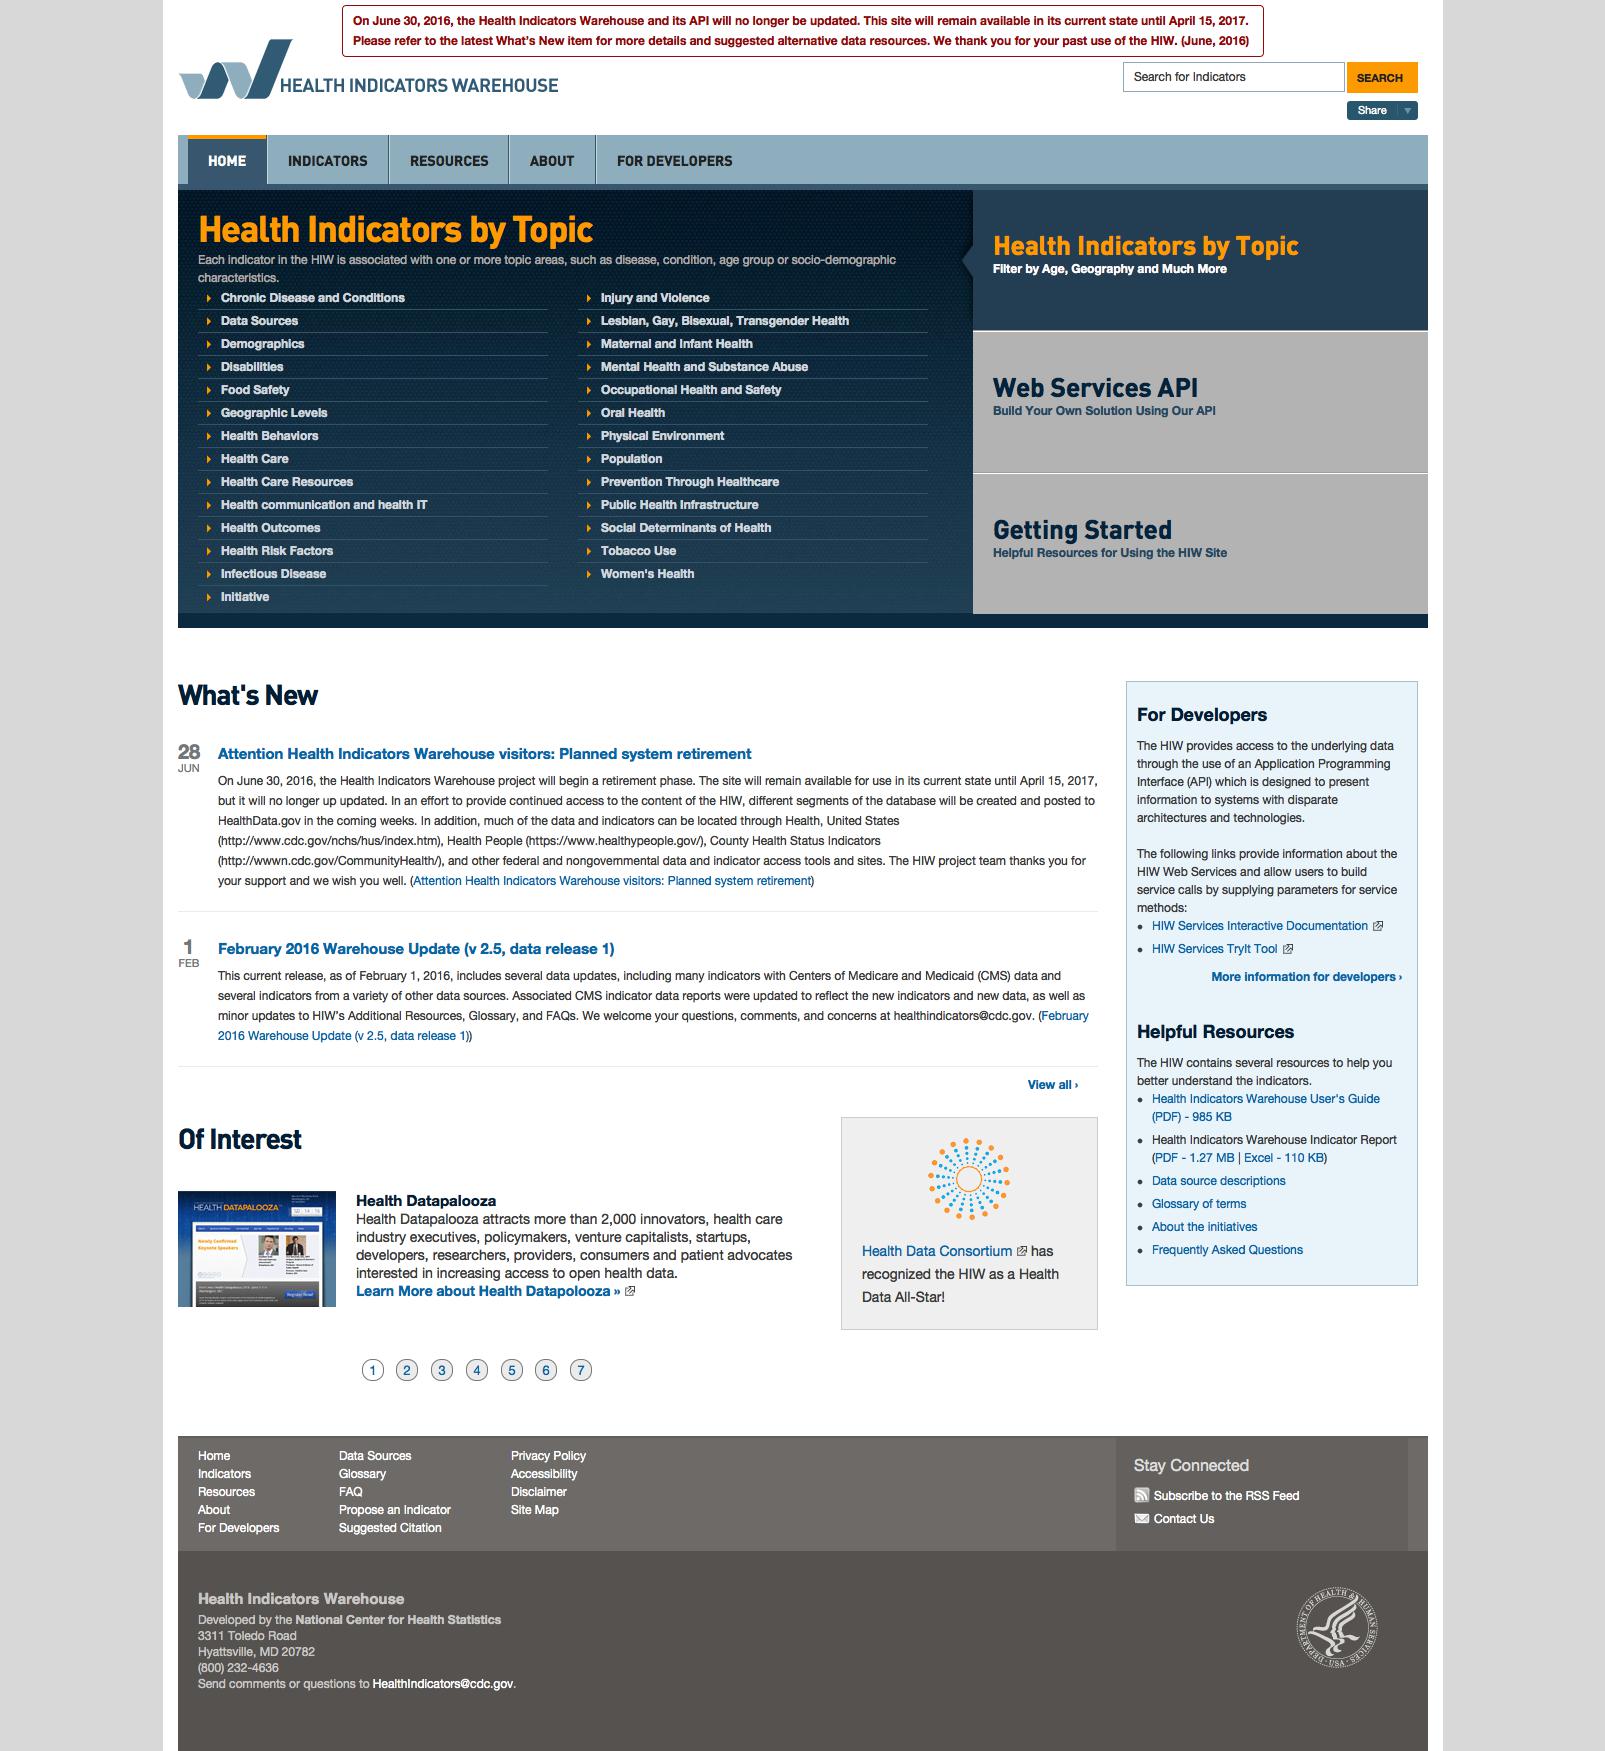 On June 30, 2016, the Health Indicators Warehouse and its API will no longer be updated. This site will remain available in its current state until April 15, 2017.
Please refer to the latest What's New item for more details and suggested alternative data resources. We thank you for your past use of the HIW. (June, 2016)
HEALTH INDICATORS WAREHOUSE
Search for Indicators
SEARCH
Share
HOME
INDICATORS
RESOURCES
ABOUT
FOR DEVELOPERS
Health Indicators by Topic
Each indicator in the HIW is associated with one or more topic areas, such as disease, condition, age group or socio-demographic
characteristics.
Chronic Disease and Conditions
Data Sources
Demographics
Disabilities
Food Safety
Geographic Levels
Health Behaviors
Health Care
Health Care Resources
Health communication and health IT
Health Outcomes
Health Risk Factors
Infectious Disease
Initiative
Injury and Violence
Lesbian, Gay, Bisexual, Transgender Health
Maternal and Infant Health
Mental Health and Substance Abuse
Occupational Health and Safety
Oral Health
Physical Environment
Population
Prevention Through Healthcare
Public Health Infrastructure
Social Determinants of Health
Tobacco Use
Women's Health
Health Indicators by Topic
Filter by Age, Geography and Much More
Web Services API
Build Your Own Solution Using Our API
Getting Started
Helpful Resources for Using the HIW Site
What's New
28
JUN
Attention Health Indicators Warehouse visitors: Planned system retirement
On June 30, 2016, the Health Indicators Warehouse project will begin a retirement phase. The site will remain available for use in its current state until April 15, 2017,
but it will no longer up updated. In an effort to provide continued access to the content of the HIW, different segments of the database will be created and posted to
HealthData.gov in the coming weeks. In addition, much of the data and indicators can be located through Health, United States
(http://www.cdc.gov/nchs/hus/index.htm), Health People (https://www.healthypeople.gov/), County Health Status Indicators
(http://wwwn.cdc.gov/CommunityHealth/), and other federal and nongovernmental data and indicator access tools and sites. The HIW project team thanks you for
your support and we wish you well. (Attention Health Indicators Warehouse visitors: Planned system retirement)
1
FEB
February 2016 Warehouse Update (v 2.5, data release 1)
This current release, as of February 1, 2016, includes several data updates, including many indicators with Centers of Medicare and Medicaid (CMS) data and
several indicators from a variety of other data sources. Associated CMS indicator data reports were updated to reflect the new indicators and new data, as well as
minor updates to HIW's Additional Resources, Glossary, and FAQs. We welcome your questions, comments, and concerns at healthindicators@cdc.gov. (February
2016 Warehouse Update (v 2.5, data release 1))
View all ›
For Developers
The HIW provides access to the underlying data
through the use of an Application Programming
Interface (API) which is designed to present
information to systems with disparate
architectures and technologies.
The following links provide information about the
HIW Web Services and allow users to build
service calls by supplying parameters for service
methods:
• HIW Services Interactive Documentation
• HIW Services TryIt Tool
More information for developers ›
Helpful Resources
The HIW contains several resources to help you
better understand the indicators.
• Health Indicators Warehouse User's Guide
(PDF) - 985 KB
• Health Indicators Warehouse Indicator Report
(PDF - 1.27 MB | Excel - 110 KB)
• Data source descriptions
• Glossary of terms
• About the initiatives
• Frequently Asked Questions
Of Interest
HEALTH DATAPALOOZA
Newly Confirmed
Keynote Speakers
Register Now!
Health Datapalooza
Health Datapalooza attracts more than 2,000 innovators, health care
industry executives, policymakers, venture capitalists, startups,
developers, researchers, providers, consumers and patient advocates
interested in increasing access to open health data.
Learn More about Health Datapolooza »
Health Data Consortium has
recognized the HIW as a Health
Data All-Star!
1 2 3 4 5 6 7
Home
Indicators
Resources
About
For Developers
Data Sources
Glossary
FAQ
Propose an Indicator
Suggested Citation
Privacy Policy
Accessibility
Disclaimer
Site Map
Stay Connected
Subscribe to the RSS Feed
Contact Us
Health Indicators Warehouse
Developed by the National Center for Health Statistics
3311 Toledo Road
Hyattsville, MD 20782
(800) 232-4636
Send comments or questions to HealthIndicators@cdc.gov.
DEPARTMENT OF HEALTH & HUMAN SERVICES · USA